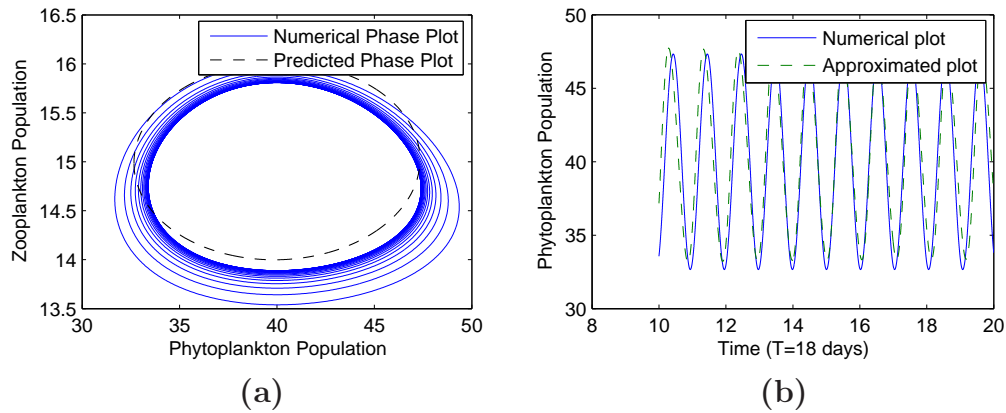 16.5
16
15.5
15
14.5
14
13.5
30 35 40 45 50
Zooplankton Population
Phytoplankton Population
Numerical Phase Plot
Predicted Phase Plot
(a)
50
45
40
35
30
8 10 12 14 16 18 20
Phytoplankton Population
Time (T=18 days)
Numerical plot
Approximated plot
(b)